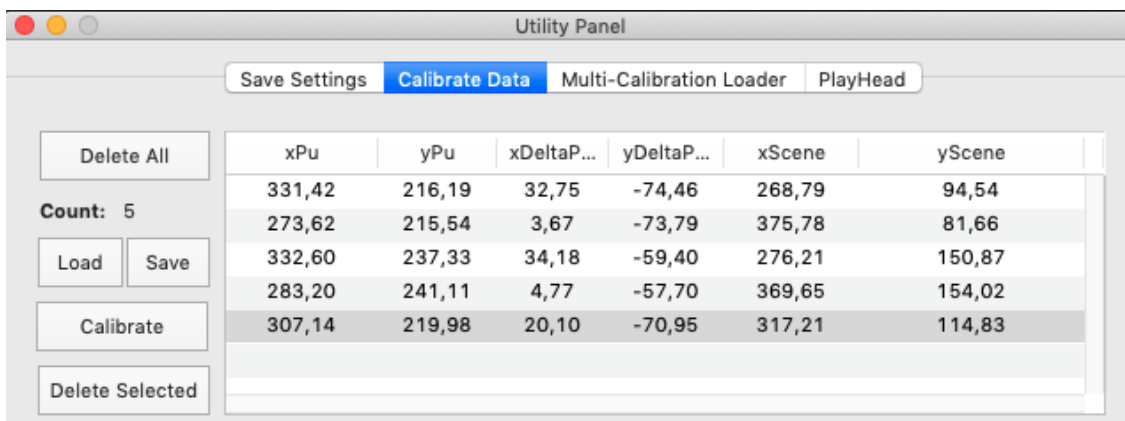 Utility Panel
Save Settings Calibrate Data Multi-Calibration Loader PlayHead
Delete All
Count: 5
Load Save
Calibrate
Delete Selected
xPu yPu xDeltaP... yDeltaP... xScene yScene
331,42 216,19 32,75 -74,46 268,79 94,54
273,62 215,54 3,67 -73,79 375,78 81,66
332,60 237,33 34,18 -59,40 276,21 150,87
283,20 241,11 4,77 -57,70 369,65 154,02
307,14 219,98 20,10 -70,95 317,21 114,83